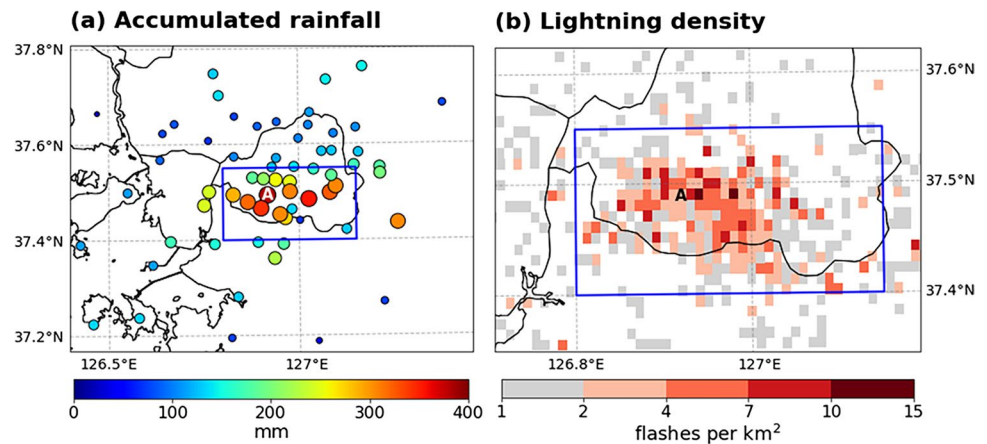 (a) Accumulated rainfall
37.8°N
37.6°N
37.4°N
37.2°N
A
126.5°E
127°E
0
100
200
300
400
mm
(b) Lightning density
37.6°N
37.5°N
37.4°N
A
126.8°E
127°E
1
2
4
7
10
15
flashes per km²